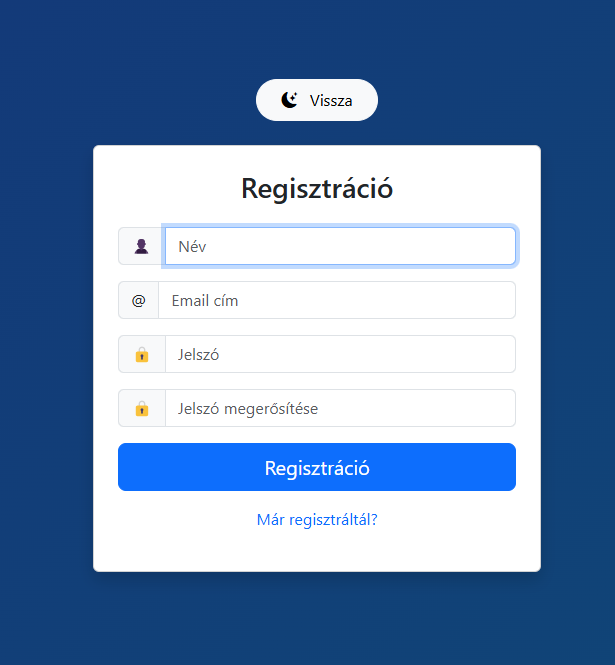 Vissza
Regisztráció
Név
@ Email cím
Jelszó
Jelszó megerősítése
Regisztráció
Már regisztráltál?